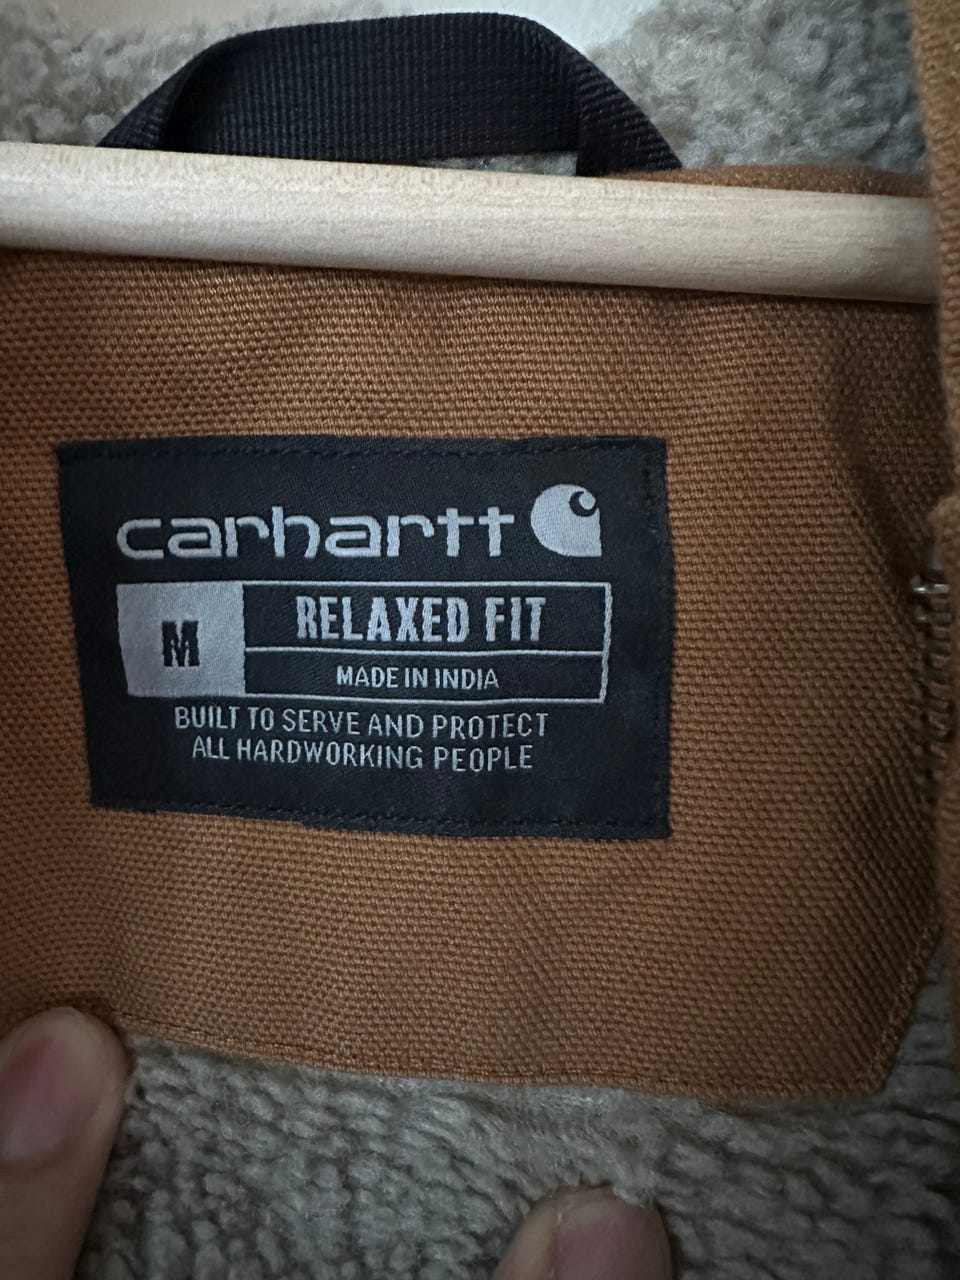 carhartt
M
RELAXED FIT
MADE IN INDIA
BUILT TO SERVE AND PROTECT
ALL HARDWORKING PEOPLE